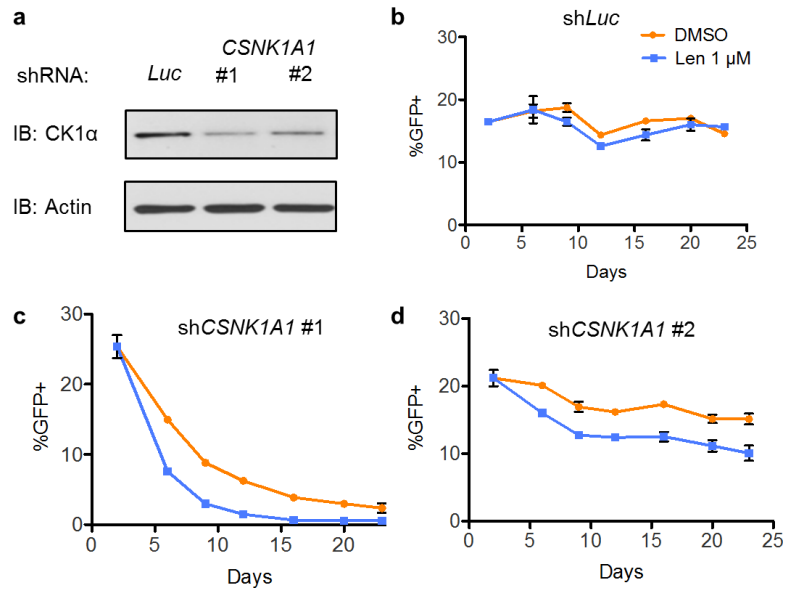 a
CSNK1A1
shRNA: Luc #1 #2
IB: CK1α
IB: Actin
b
shLuc
DMSO
Len 1 µM
%GFP+
30
20
10
0
0 5 10 15 20 25
Days
c
shCSNK1A1 #1
%GFP+
30
20
10
0
0 5 10 15 20
Days
d
shCSNK1A1 #2
%GFP+
30
20
10
0
0 5 10 15 20 25
Days